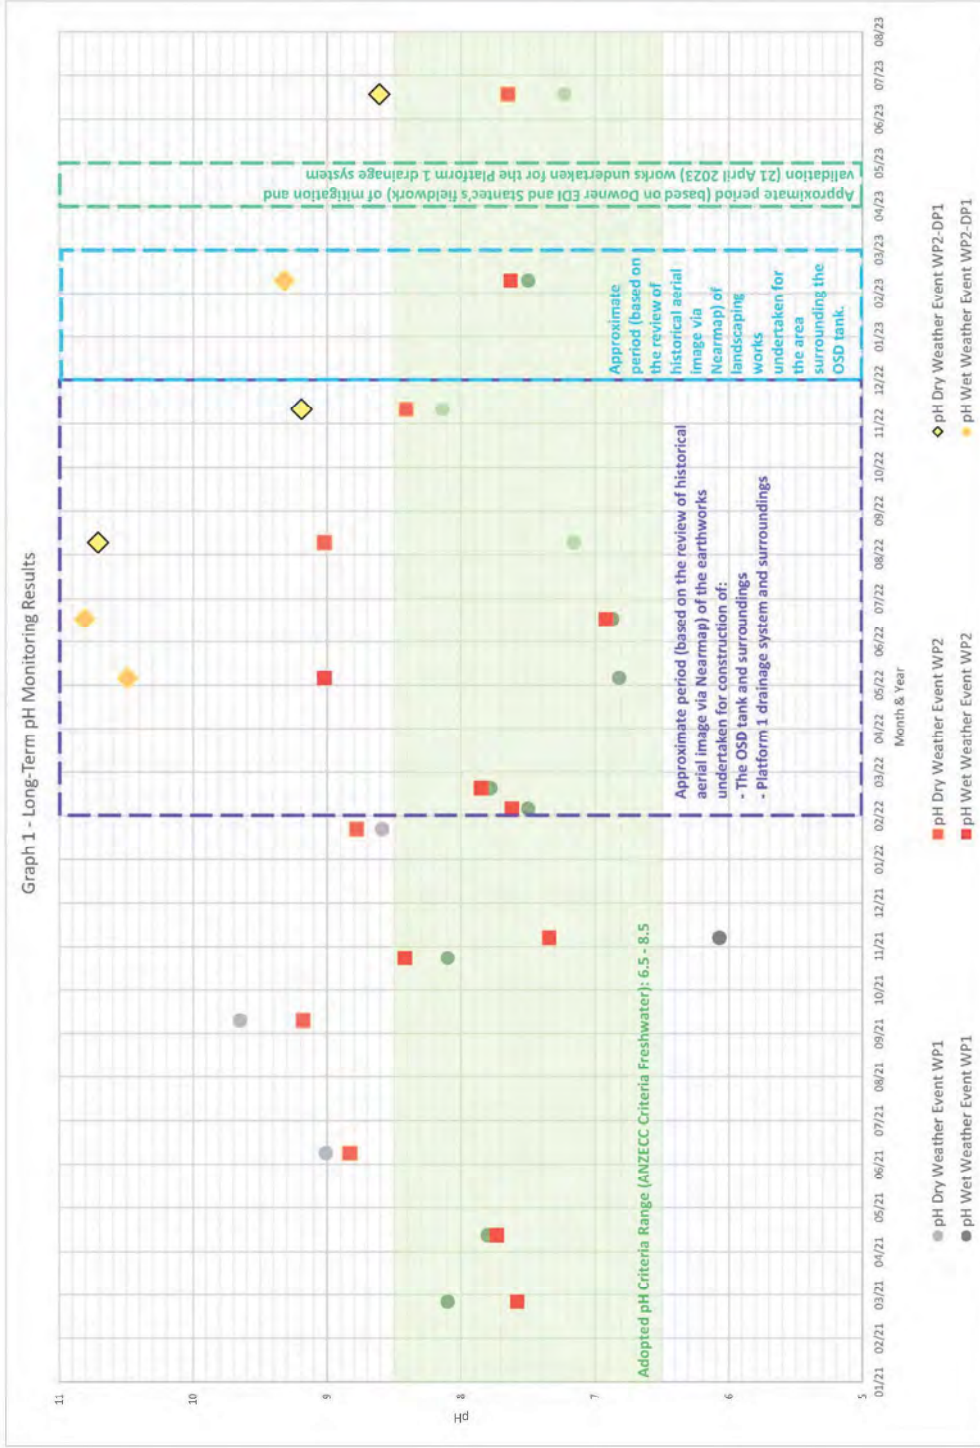 Graph 1 - Long-Term pH Monitoring Results
11
10
9
8
7
6
5
pH
Adopted pH Criteria Range (ANZECC Criteria Freshwater): 6.5 - 8.5
Approximate period (based on the review of historical
aerial image via Nearmap) of the earthworks
undertaken for construction of:
- The OSD tank and surroundings
- Platform 1 drainage system and surroundings
Approximate
period (based on
the review of
historical aerial
image via
Nearmap) of
landscaping
works
undertaken for
the area
surrounding the
OSD tank.
Approximate period (based on Downer EDI and Stantec's fieldwork) of mitigation and
validation (21 April 2023) works undertaken for the Platform 1 drainage system
01/21 02/21 03/21 04/21 05/21 06/21 07/21 08/21 09/21 10/21 11/21 12/21 01/22 02/22 03/22 04/22 05/22 06/22 07/22 08/22 09/22 10/22 11/22 12/22 01/23 02/23 03/23 04/23 05/23 06/23 07/23 08/23
Month & Year
pH Dry Weather Event WP1 pH Dry Weather Event WP2 pH Dry Weather Event WP2-DP1
pH Wet Weather Event WP1 pH Wet Weather Event WP2 pH Wet Weather Event WP2-DP1